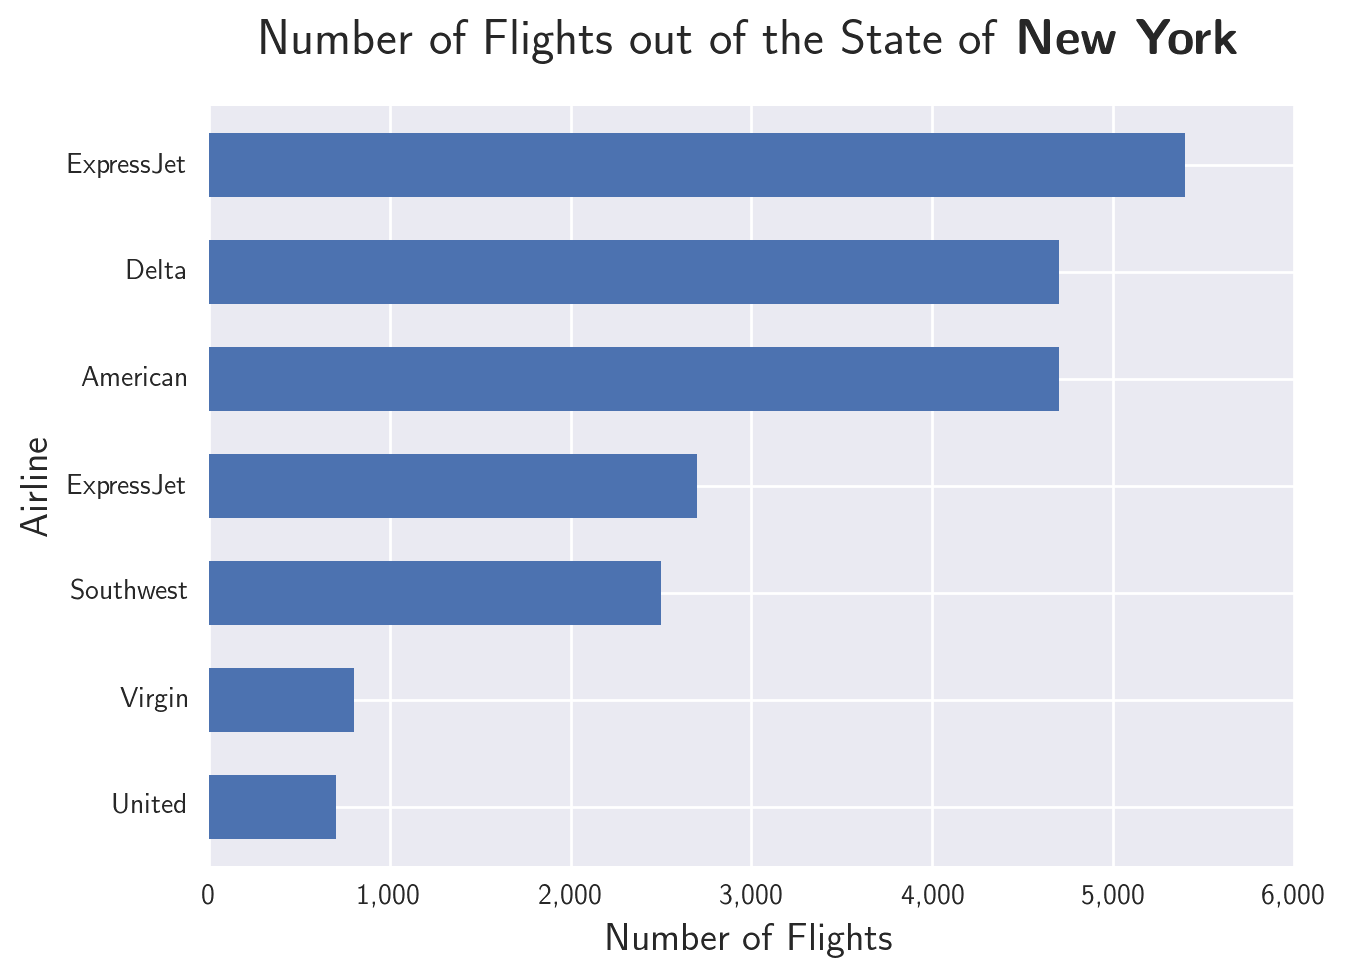 Number of Flights out of the State of New York
ExpressJet
Delta
American
ExpressJet
Southwest
Virgin
United
Airline
0 1,000 2,000 3,000 4,000 5,000 6,000
Number of Flights